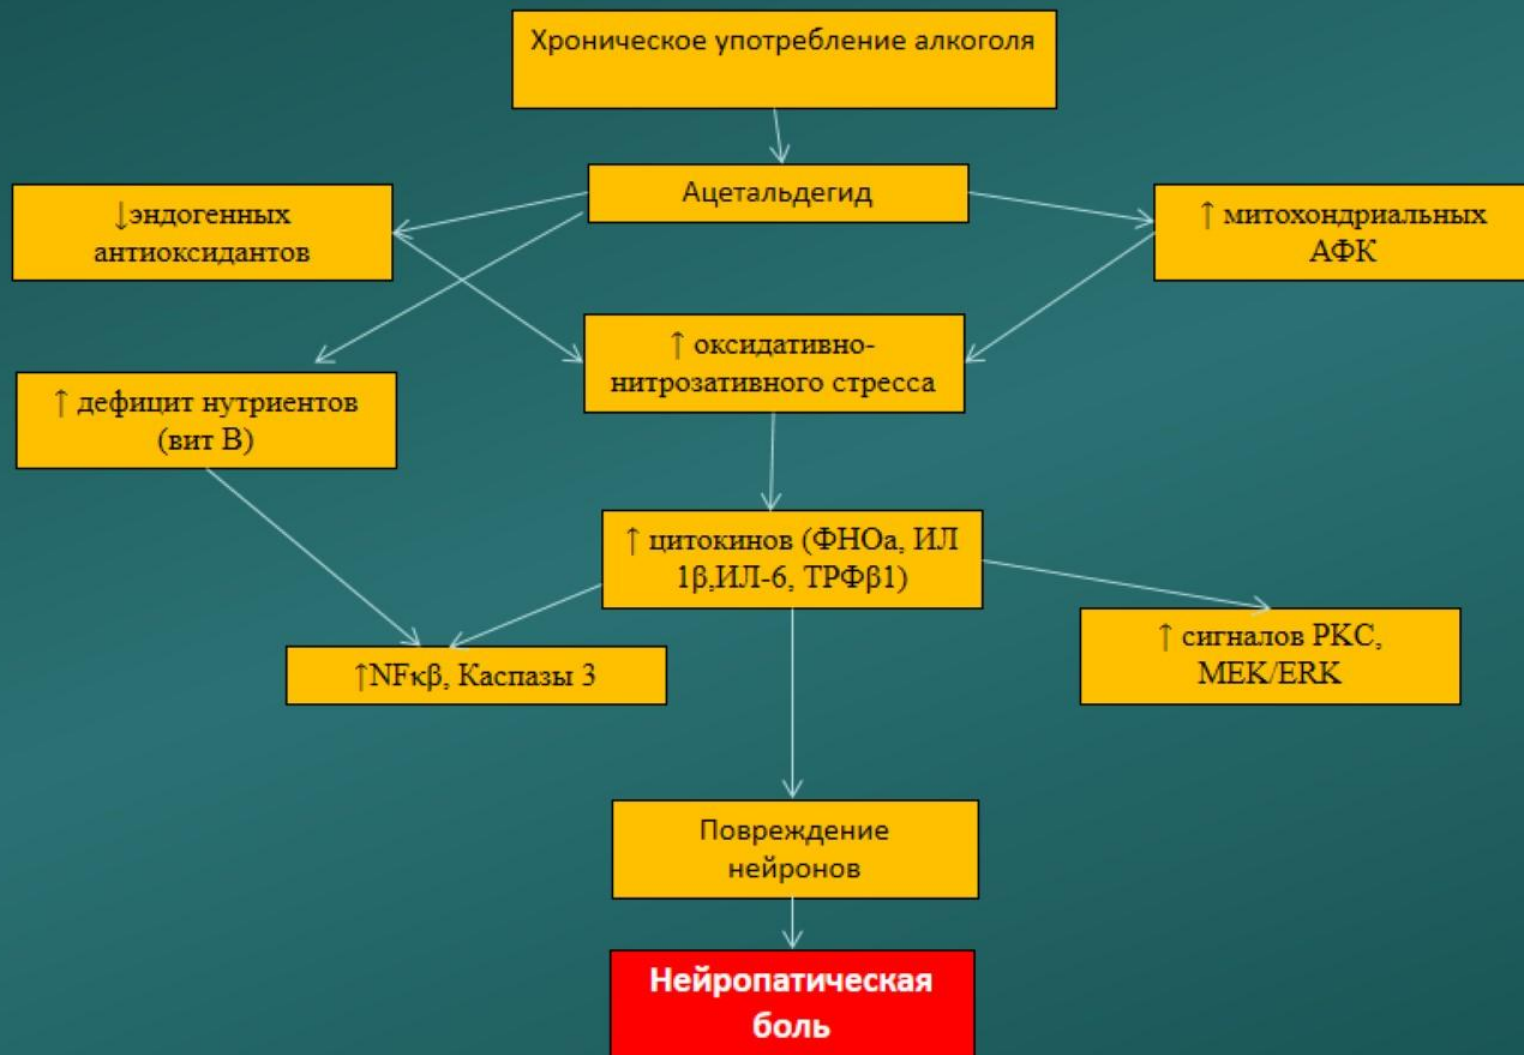 Хроническое употребление алкоголя
Ацетальдегид
↓эндогенных
антиоксидантов
↑ митохондриальных
АФК
↑ оксидативно-
нитрозативного стресса
↑ дефицит нутриентов
(вит В)
↑ цитокинов (ФНОа, ИЛ
1β,ИЛ-6, ТРФβ1)
↑NFκβ, Каспазы 3
↑ сигналов PKC,
MEK/ERK
Повреждение
нейронов
Нейропатическая
боль